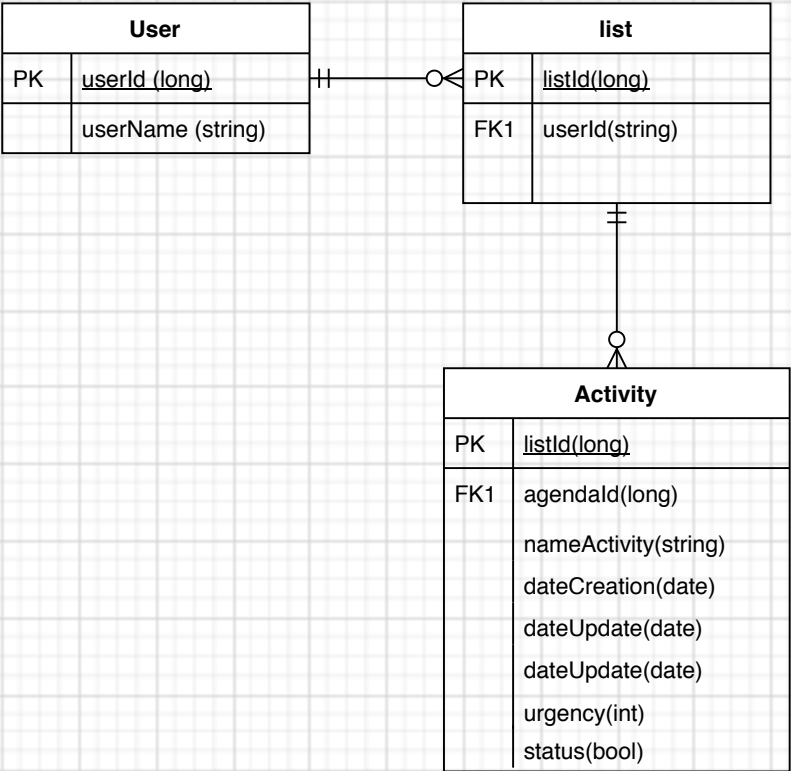 User
PK userId (long)
userName (string)
list
PK listId(long)
FK1 userId(string)
Activity
PK listId(long)
FK1 agendaId(long)
nameActivity(string)
dateCreation(date)
dateUpdate(date)
dateUpdate(date)
urgency(int)
status(bool)